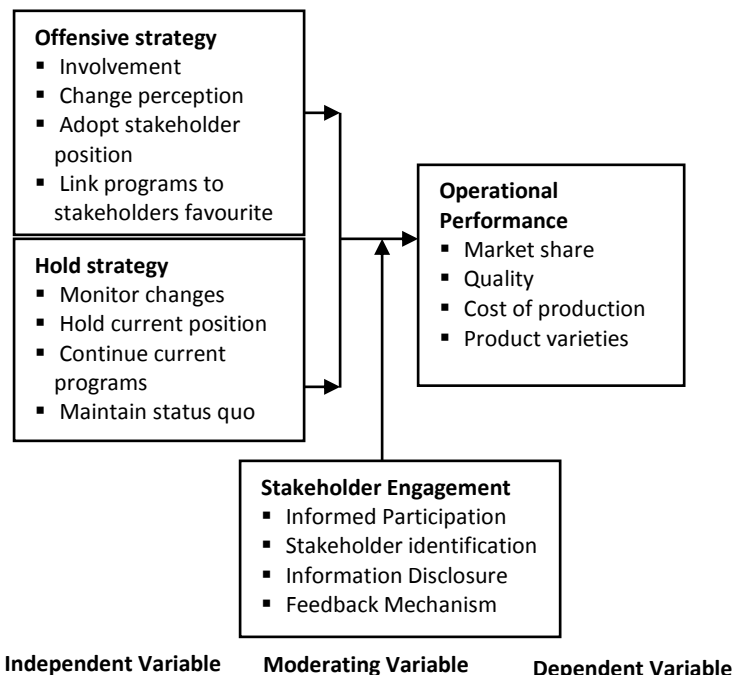 Offensive strategy
▪ Involvement
▪ Change perception
▪ Adopt stakeholder
position
▪ Link programs to
stakeholders favourite
Hold strategy
▪ Monitor changes
▪ Hold current position
▪ Continue current
programs
▪ Maintain status quo
Operational
Performance
▪ Market share
▪ Quality
▪ Cost of production
▪ Product varieties
Stakeholder Engagement
▪ Informed Participation
▪ Stakeholder identification
▪ Information Disclosure
▪ Feedback Mechanism
Independent Variable
Moderating Variable
Dependent Variable